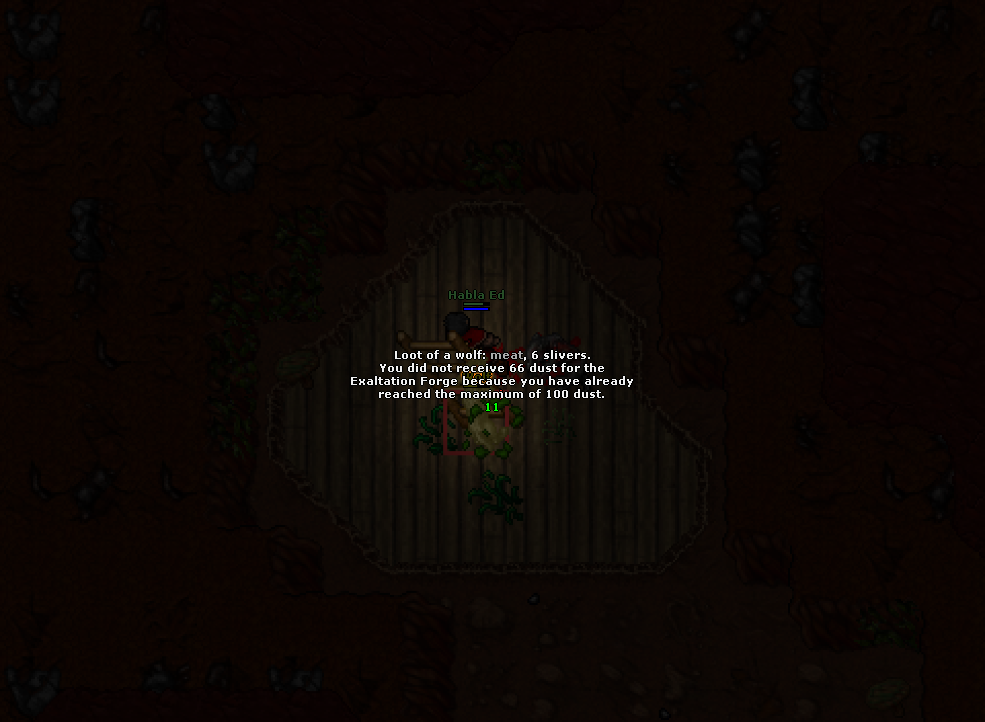 Habla Ed
Loot of a wolf: meat, 6 slivers.
You did not receive 66 dust for the
Exaltation Forge because you have already
reached the maximum of 100 dust.
11